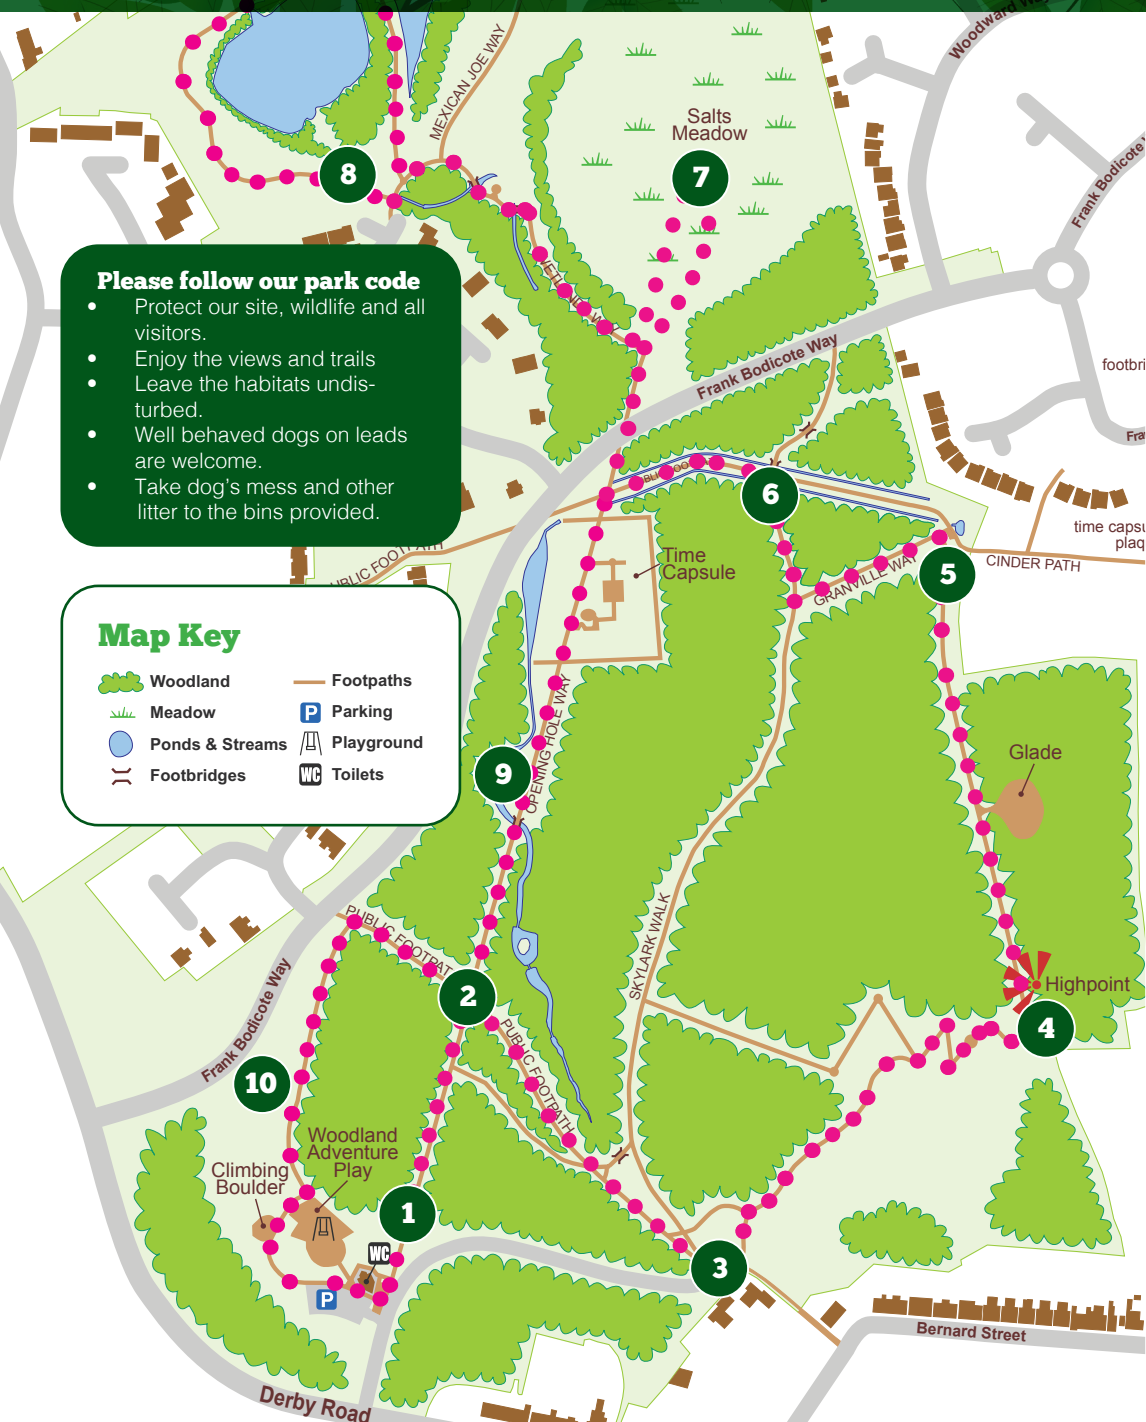 Woodward Way
MEXICAN JOE WAY
Salts
Meadow
Frank Bodicote
8
7
Please follow our park code
• Protect our site, wildlife and all
visitors.
• Enjoy the views and trails
• Leave the habitats undis-
turbed.
• Well behaved dogs on leads
are welcome.
• Take dog's mess and other
litter to the bins provided.
Frank Bodicote Way
footbri
Fra
6
time capsu
plaq
CINDER PATH
GRANVILLE WAY
5
Time
Capsule
UBLIC FOOTPATH
Map Key
Woodland
Meadow
Ponds & Streams
Footbridges
Footpaths
P Parking
Playground
WC Toilets
OPENING HOLE WAY
9
Glade
SKYLARK WALK
PUBLIC FOOTPAT
2
Highpoint
4
Frank Bodicote Way
PUBLIC FOOTPATH
10
Woodland
Adventure
Play
Climbing
Boulder
1
WC
P
3
Bernard Street
Derby Road